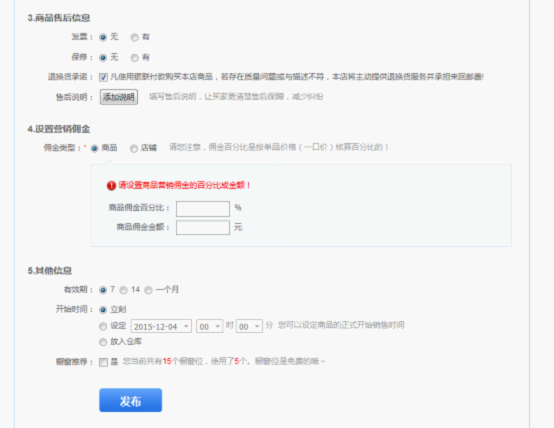 3.商品售后信息
发票： 无 有
保修： 无 有
退换货承诺： 凡使用银联付款购买本店商品，若存在质量问题或与描述不符，本店将主动提供退换货服务并承担来回邮费!
售后说明： 添加说明 填写售后说明，让买家更清楚售后保障，减少纠纷
4.设置营销佣金
佣金类型：* 商品 店铺 请您注意，佣金百分比是按单品价格（一口价）核算百分比的！
请设置商品营销佣金的百分比或金额！
商品佣金百分比： %
商品佣金金额： 元
5.其他信息
有效期： 7 14 一个月
开始时间： 立刻
设定 2015-12-04 00 时 00 分 您可以设定商品的正式开始销售时间
放入仓库
橱窗推荐： 是 您当前共有15个橱窗位，使用了5个。橱窗位是免费的哦～
发布